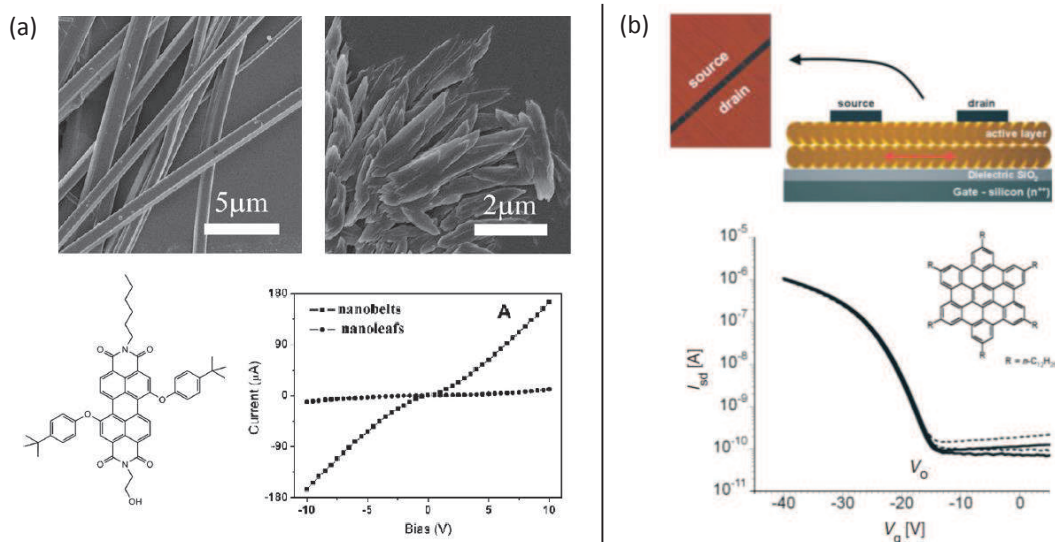 (a)
5μm
2μm
O
N
O
O
O
O
N
O
OH
180
90
0
-90
-180
Current (μA)
nanobelts
nanoleafs
A
-10
-5
0
5
10
Bias (V)
(b)
source
drain
source
drain
active layer
Dielectric SiO2
Gate - silicon (n++)
10-5
10-6
10-7
10-8
10-9
10-10
10-11
Isd [A]
R
R
R
R
R
R
R = n-C12H25
Vo
-40
-30
-20
-10
0
Vg [V]